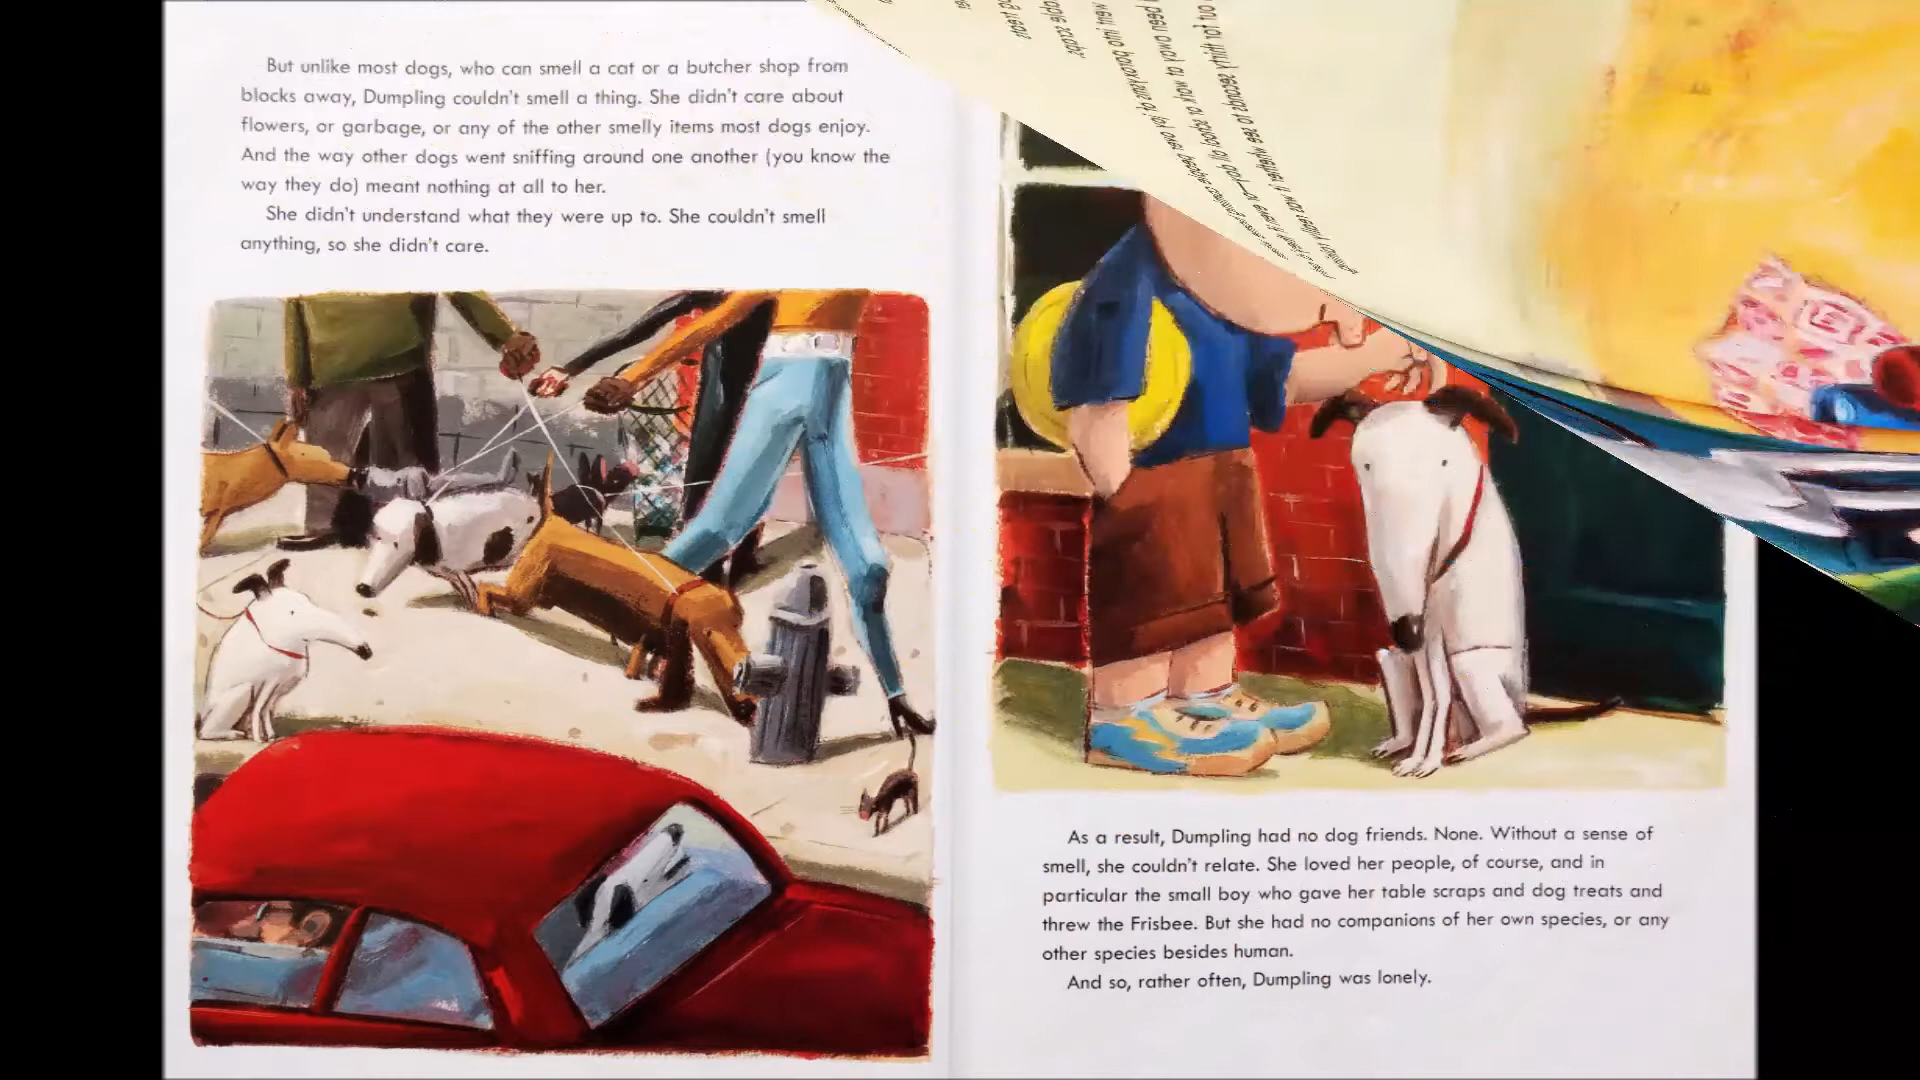 But unlike most dogs, who can smell a cat or a butcher shop from
blocks away, Dumpling couldn't smell a thing. She didn't care about
flowers, or garbage, or any of the other smelly items most dogs enjoy.
And the way other dogs went sniffing around one another (you know the
way they do) meant nothing at all to her.
She didn't understand what they were up to. She couldn't smell
anything, so she didn't care.
As a result, Dumpling had no dog friends. None. Without a sense of
smell, she couldn't relate. She loved her people, of course, and in
particular the small boy who gave her table scraps and dog treats and
threw the Frisbee. But she had no companions of her own species, or any
other species besides human.
And so, rather often, Dumpling was lonely.